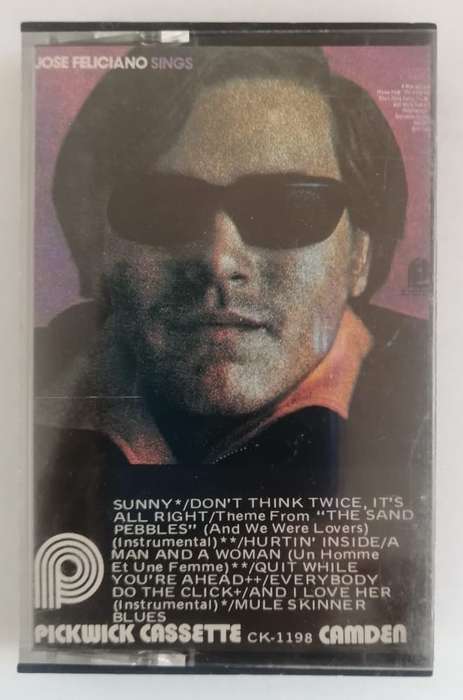 JOSE FELICIANO SINGS
SUNNY*/DON'T THINK TWICE, IT'S
ALL RIGHT/Theme From "THE SAND
PEBBLES" (And We Were Lovers)
(Instrumental)**/HURTIN' INSIDE/A
MAN AND A WOMAN (Un Homme
Et Une Femme)**/QUIT WHILE
YOU'RE AHEAD++/EVERYBODY
DO THE CLICK+/AND I LOVE HER
(Instrumental)*/MULE SKINNER
BLUES
PICKWICK CASSETTE CK-1198 CAMDEN